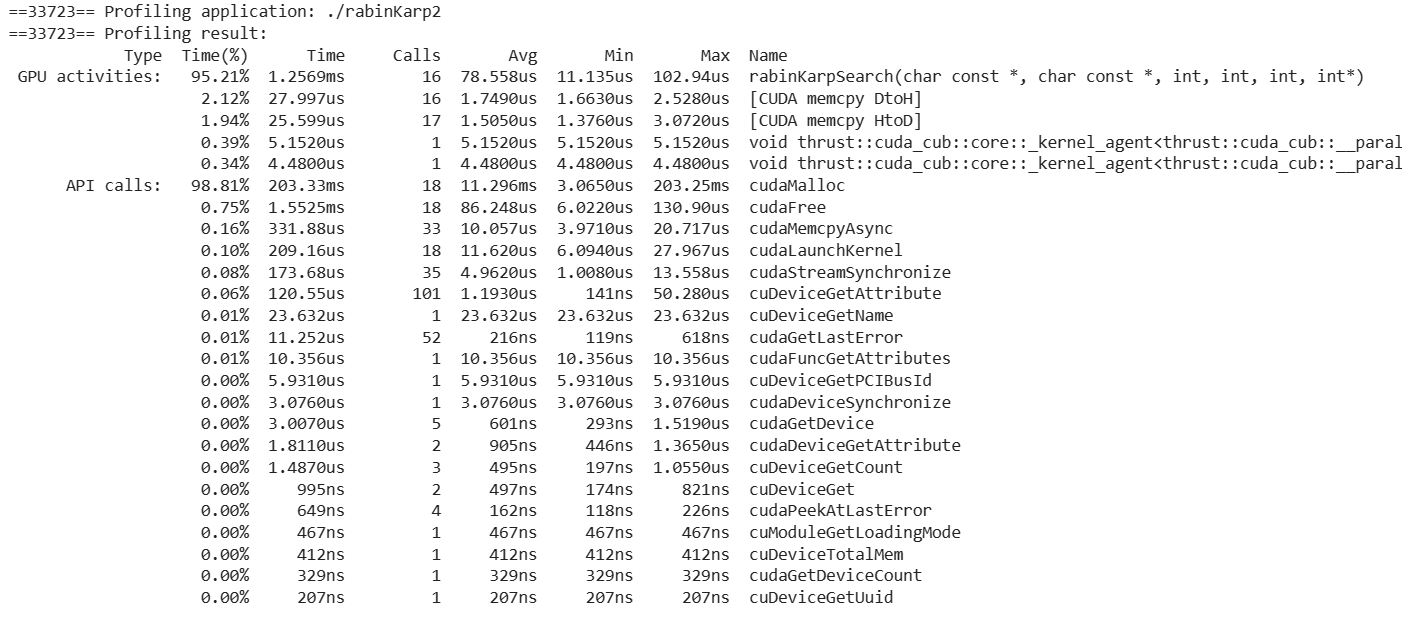 ==33723== Profiling application: ./rabinKarp2
==33723== Profiling result:
Type Time(%) Time Calls Avg Min Max Name
GPU activities: 95.21% 1.2569ms 16 78.558us 11.135us 102.94us rabinKarpSearch(char const *, char const *, int, int, int, int*)
2.12% 27.997us 16 1.7490us 1.6630us 2.5280us [CUDA memcpy DtoH]
1.94% 25.599us 17 1.5050us 1.3760us 3.0720us [CUDA memcpy HtoD]
0.39% 5.1520us 1 5.1520us 5.1520us 5.1520us void thrust::cuda_cub::core::_kernel_agent<thrust::cuda_cub::__paral
0.34% 4.4800us 1 4.4800us 4.4800us 4.4800us void thrust::cuda_cub::core::_kernel_agent<thrust::cuda_cub::__paral
API calls: 98.81% 203.33ms 18 11.296ms 3.0650us 203.25ms cudaMalloc
0.75% 1.5525ms 18 86.248us 6.0220us 130.90us cudaFree
0.16% 331.88us 33 10.057us 3.9710us 20.717us cudaMemcpyAsync
0.10% 209.16us 18 11.620us 6.0940us 27.967us cudaLaunchKernel
0.08% 173.68us 35 4.9620us 1.0080us 13.558us cudaStreamSynchronize
0.06% 120.55us 101 1.1930us 141ns 50.280us cuDeviceGetAttribute
0.01% 23.632us 1 23.632us 23.632us 23.632us cuDeviceGetName
0.01% 11.252us 52 216ns 119ns 618ns cudaGetLastError
0.01% 10.356us 1 10.356us 10.356us 10.356us cudaFuncGetAttributes
0.00% 5.9310us 1 5.9310us 5.9310us 5.9310us cuDeviceGetPCIBusId
0.00% 3.0760us 1 3.0760us 3.0760us 3.0760us cudaDeviceSynchronize
0.00% 3.0070us 5 601ns 293ns 1.5190us cudaGetDevice
0.00% 1.8110us 2 905ns 446ns 1.3650us cudaDeviceGetAttribute
0.00% 1.4870us 3 495ns 197ns 1.0550us cuDeviceGetCount
0.00% 995ns 2 497ns 174ns 821ns cuDeviceGet
0.00% 649ns 4 162ns 118ns 226ns cudaPeekAtLastError
0.00% 467ns 1 467ns 467ns 467ns cuModuleGetLoadingMode
0.00% 412ns 1 412ns 412ns 412ns cuDeviceTotalMem
0.00% 329ns 1 329ns 329ns 329ns cudaGetDeviceCount
0.00% 207ns 1 207ns 207ns 207ns cuDeviceGetUuid